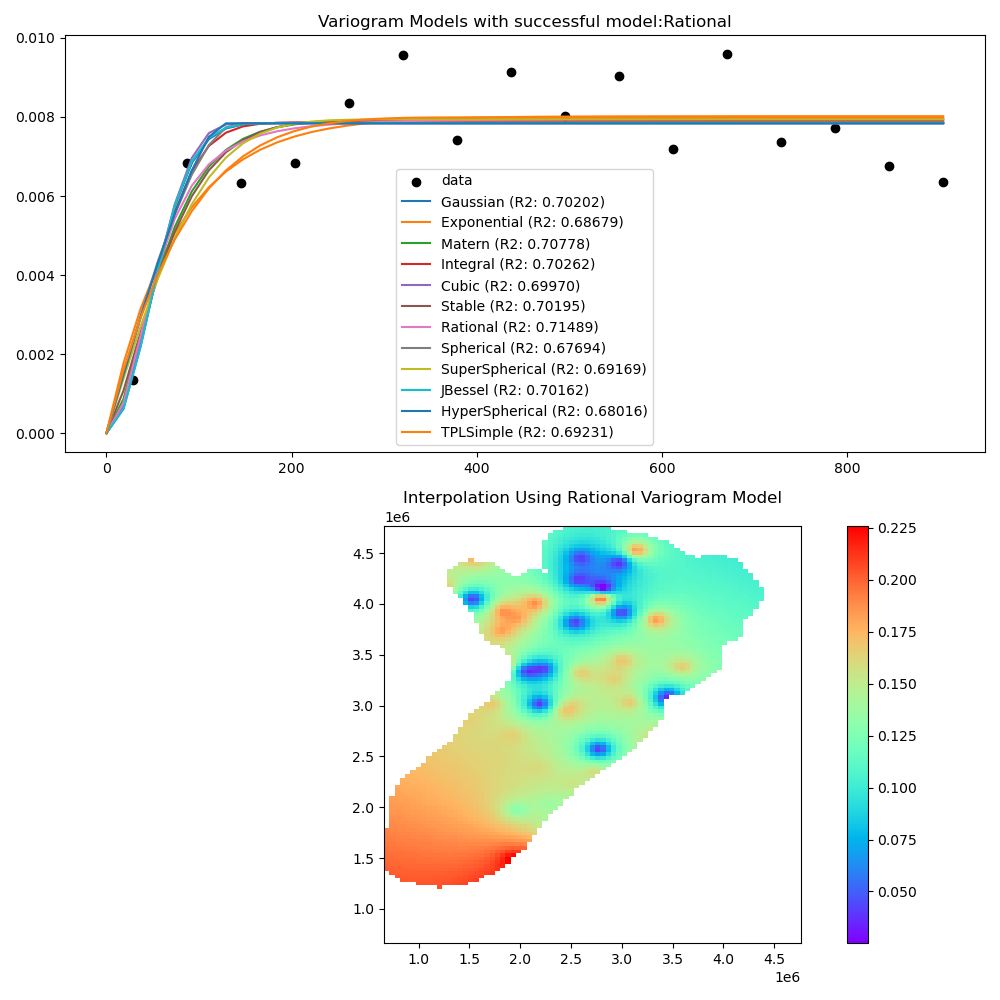 Variogram Models with successful model:Rational
0.010
0.008
0.006
0.004
0.002
0.000
data
Gaussian (R2: 0.70202)
Exponential (R2: 0.68679)
Matern (R2: 0.70778)
Integral (R2: 0.70262)
Cubic (R2: 0.69970)
Stable (R2: 0.70195)
Rational (R2: 0.71489)
Spherical (R2: 0.67694)
SuperSpherical (R2: 0.69169)
JBessel (R2: 0.70162)
HyperSpherical (R2: 0.68016)
TPLSimple (R2: 0.69231)
0 200 400 600 800
Interpolation Using Rational Variogram Model
1e6
4.5
4.0
3.5
3.0
2.5
2.0
1.5
1.0
1.0 1.5 2.0 2.5 3.0 3.5 4.0 4.5
1e6
0.225
0.200
0.175
0.150
0.125
0.100
0.075
0.050